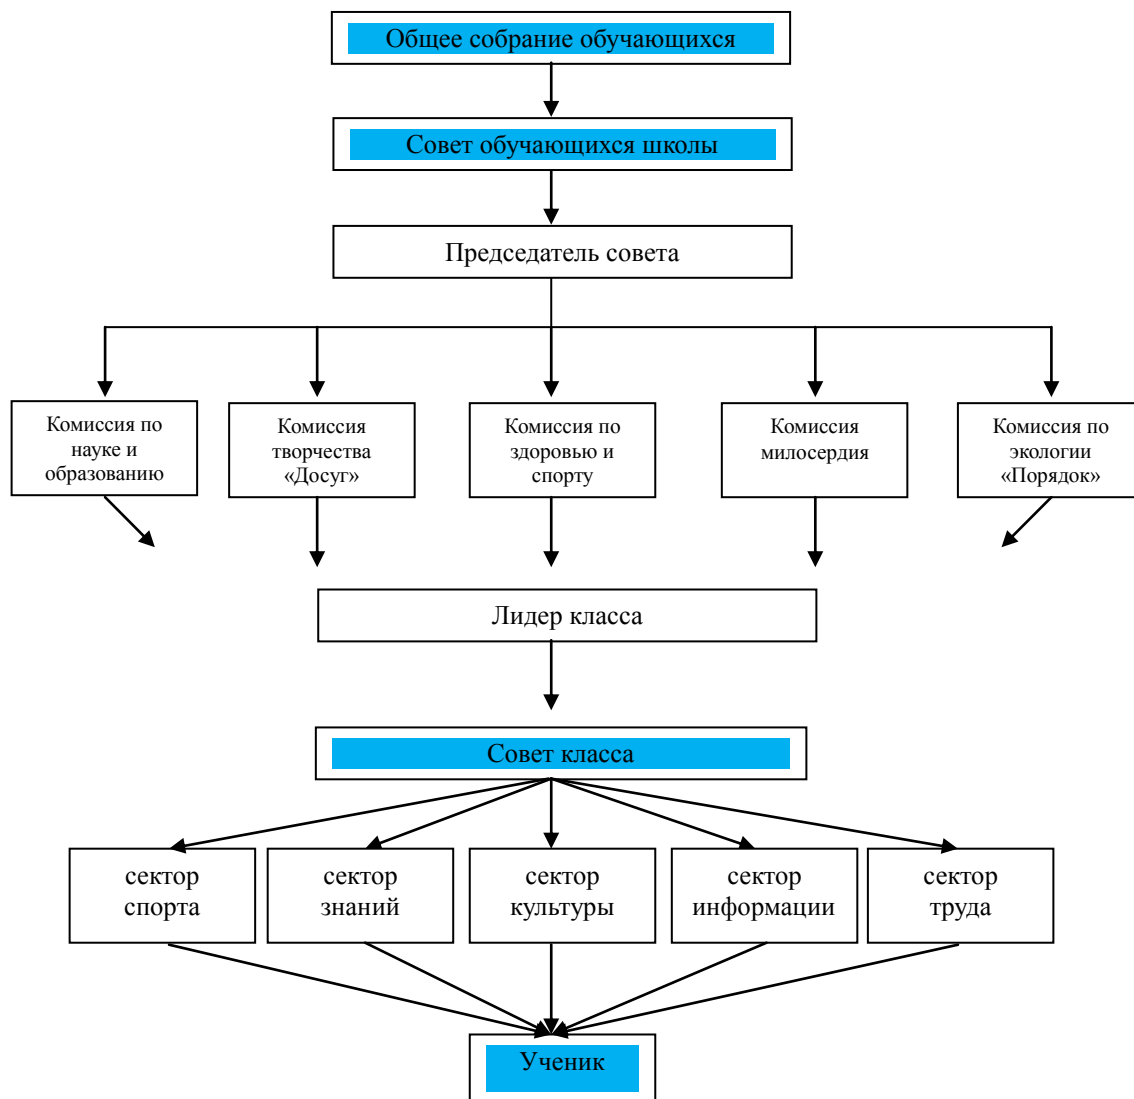 Общее собрание обучающихся
Совет обучающихся школы
Председатель совета
Комиссия по
науке и
образованию
Комиссия
творчества
«Досуг»
Комиссия по
здоровью и
спорту
Комиссия
милосердия
Комиссия по
экологии
«Порядок»
Лидер класса
Совет класса
сектор
спорта
сектор
знаний
сектор
культуры
сектор
информации
сектор
труда
Ученик